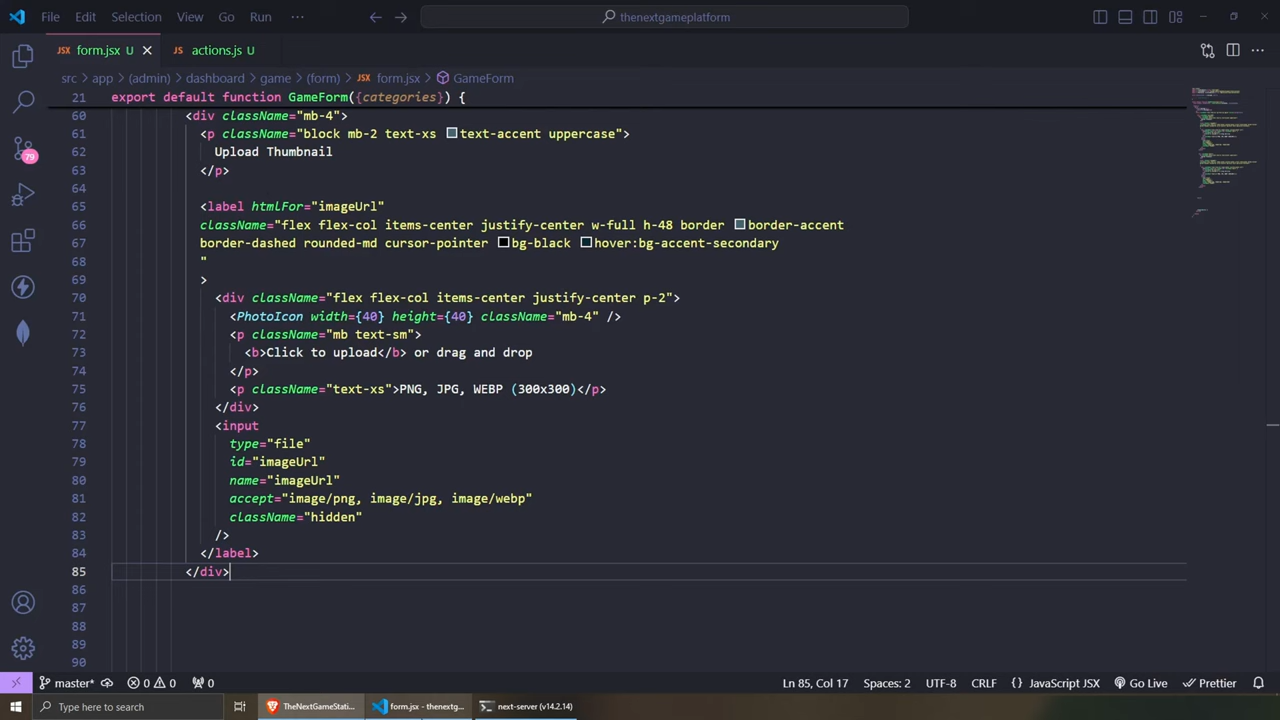 File Edit Selection View Go Run ··· thenextgameplatform
JSX form.jsx U JS actions.js U
src > app > (admin) > dashboard > game > (form) > JSX form.jsx > GameForm
21 export default function GameForm({categories}) {
60 <div className="mb-4">
61 <p className="block mb-2 text-xs text-accent uppercase">
62 Upload Thumbnail
63 </p>
64
65 <label htmlFor="imageUrl"
66 className="flex flex-col items-center justify-center w-full h-48 border border-accent
67 border-dashed rounded-md cursor-pointer bg-black hover:bg-accent-secondary
68 "
69 >
70 <div className="flex flex-col items-center justify-center p-2">
71 <PhotoIcon width={40} height={40} className="mb-4" />
72 <p className="mb text-sm">
73 <b>Click to upload</b> or drag and drop
74 </p>
75 <p className="text-xs">PNG, JPG, WEBP (300x300)</p>
76 </div>
77 <input
78 type="file"
79 id="imageUrl"
80 name="imageUrl"
81 accept="image/png, image/jpg, image/webp"
82 className="hidden"
83 />
84 </label>
85 </div>
86
87
88
89
90
79
master* 0 0 0 Ln 85, Col 17 Spaces: 2 UTF-8 CRLF {} JavaScript JSX Go Live Prettier
Type here to search TheNextGameStati... form.jsx - thenextg... next-server (v14.2.14)